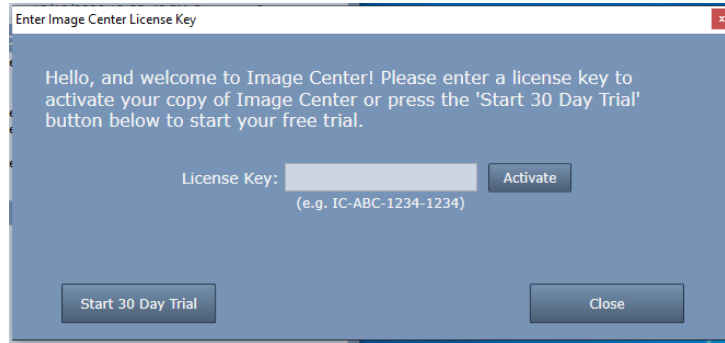 Enter Image Center License Key
x
Hello, and welcome to Image Center! Please enter a license key to
activate your copy of Image Center or press the 'Start 30 Day Trial'
button below to start your free trial.
License Key:
Activate
(e.g. IC-ABC-1234-1234)
Start 30 Day Trial
Close